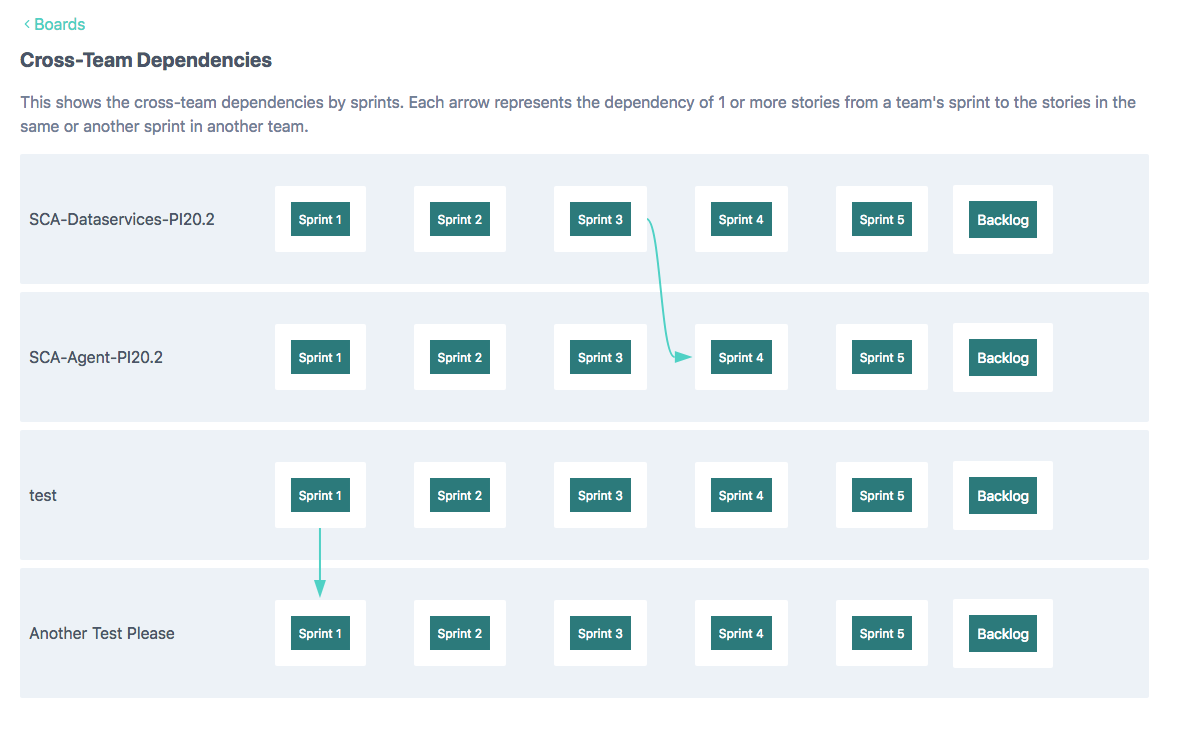 ‹ Boards
Cross-Team Dependencies
This shows the cross-team dependencies by sprints. Each arrow represents the dependency of 1 or more stories from a team's sprint to the stories in the
same or another sprint in another team.
SCA-Dataservices-PI20.2 Sprint 1 Sprint 2 Sprint 3 Sprint 4 Sprint 5 Backlog
SCA-Agent-PI20.2 Sprint 1 Sprint 2 Sprint 3 Sprint 4 Sprint 5 Backlog
test Sprint 1 Sprint 2 Sprint 3 Sprint 4 Sprint 5 Backlog
Another Test Please Sprint 1 Sprint 2 Sprint 3 Sprint 4 Sprint 5 Backlog